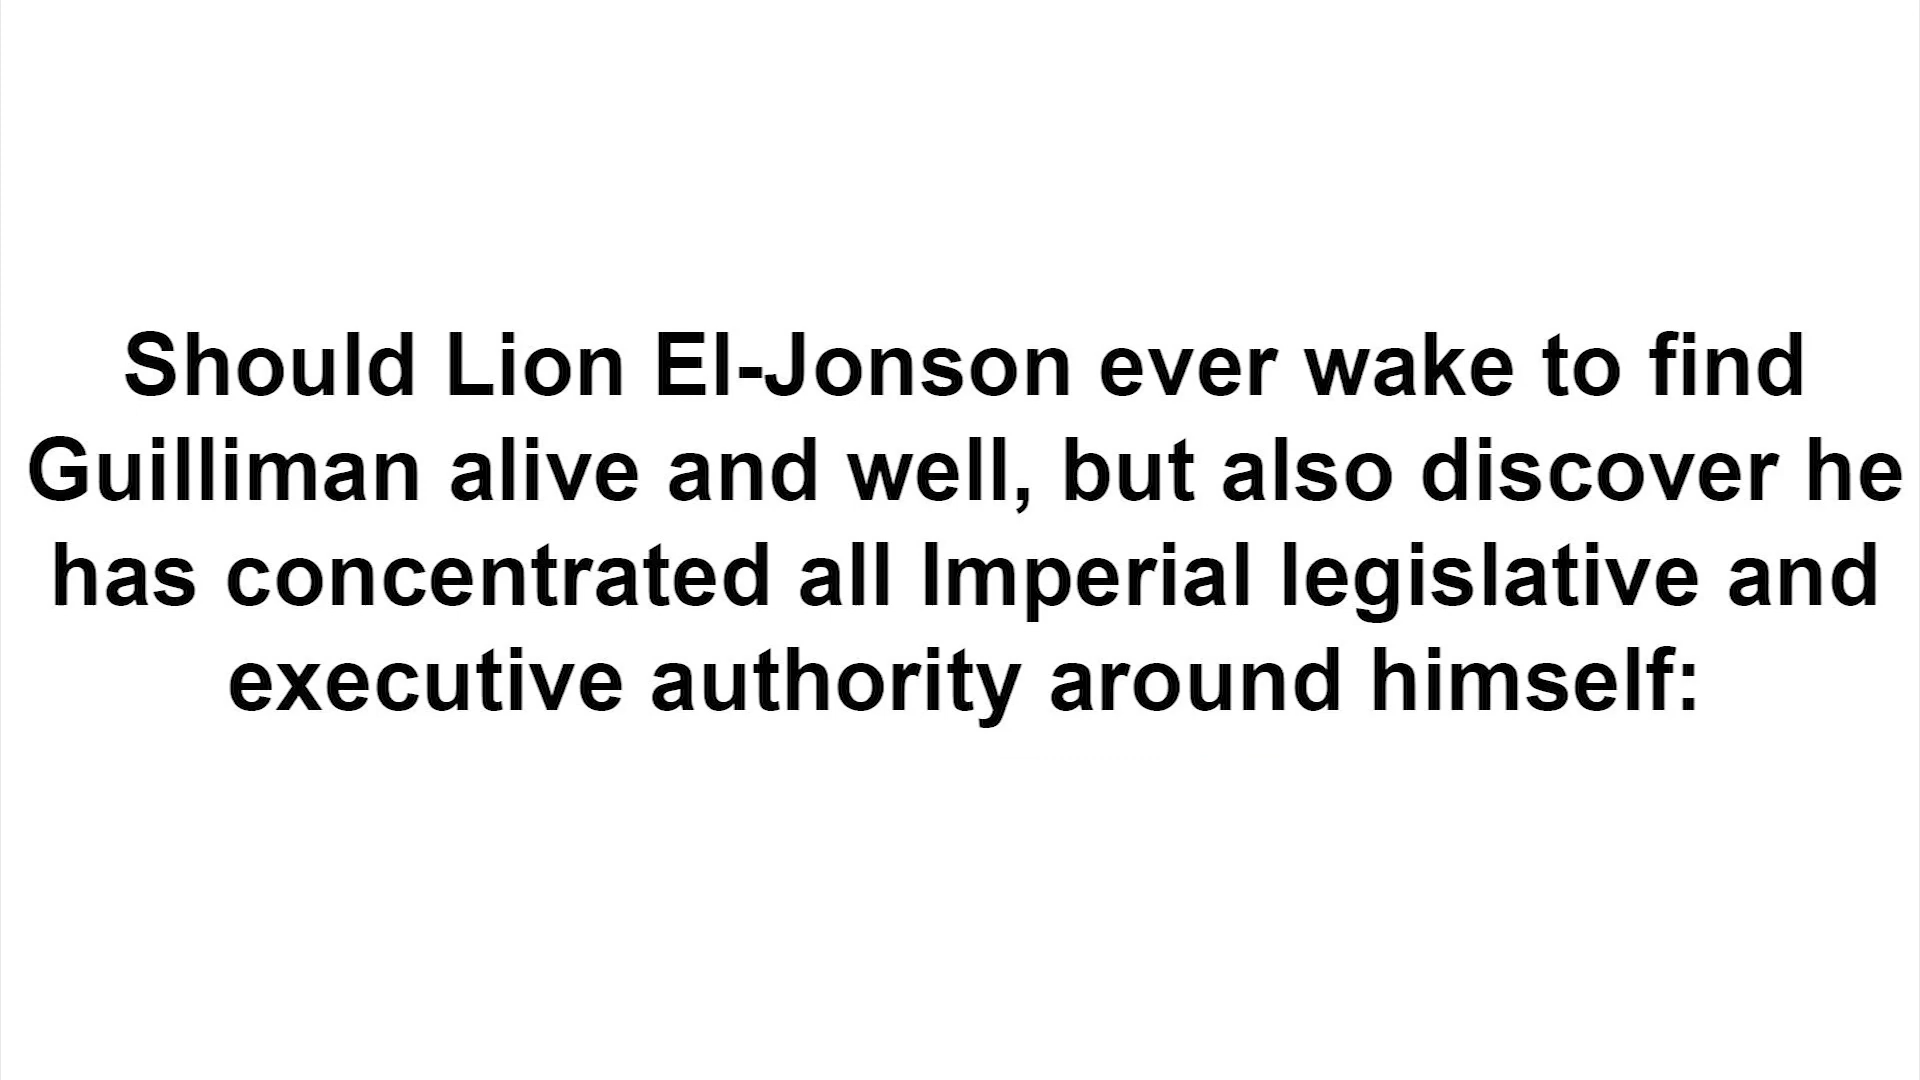 Should Lion El-Jonson ever wake to find
Guilliman alive and well, but also discover he
has concentrated all Imperial legislative and
executive authority around himself: